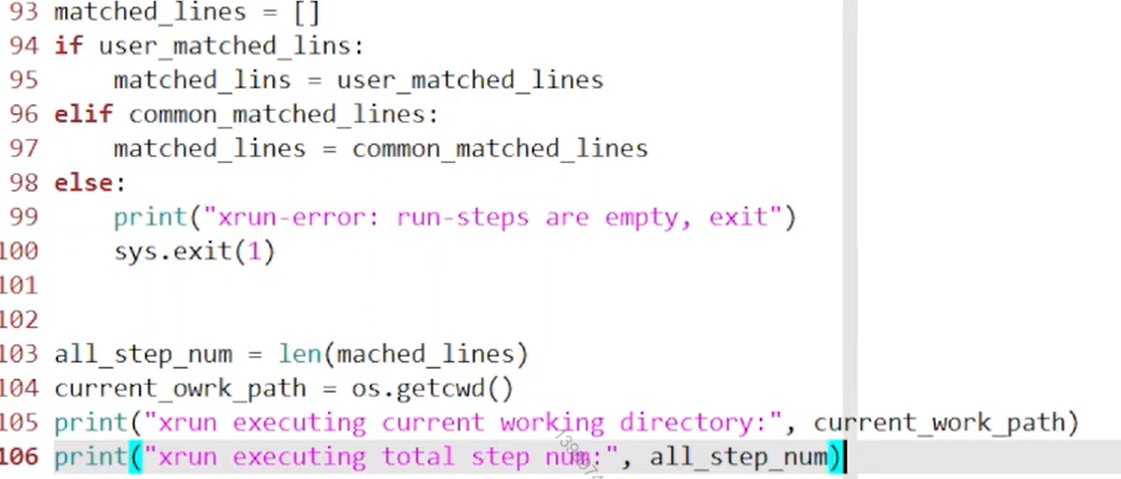 93 matched_lines = []
94 if user_matched_lins:
95     matched_lins = user_matched_lines
96 elif common_matched_lines:
97     matched_lines = common_matched_lines
98 else:
99     print("xrun-error: run-steps are empty, exit")
100     sys.exit(1)
101
102
103 all_step_num = len(mached_lines)
104 current_owrk_path = os.getcwd()
105 print("xrun executing current working directory:", current_work_path)
106 print("xrun executing total step num:", all_step_num)